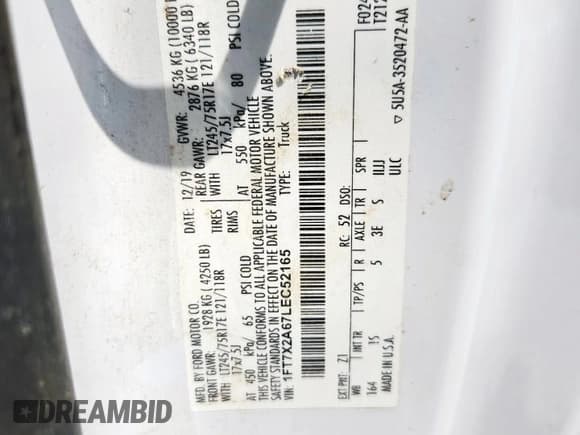 MFD. BY FORD MOTOR CO.
DATE: 12/19 GVWR: 4536 KG (10000
FRONT GAWR: 1928 KG ( 4250 LB) REAR GAWR: 2876 KG ( 6340 LB)
WITH LT245/75R17E 121/118R TIRES WITH LT245/75R17E 121/118R
17x7.5J RIMS 17x7.5J
AT 450 kPa/ 65 PSI COLD AT 550 kPa/ 80 PSI COLD
THIS VEHICLE CONFORMS TO ALL APPLICABLE FEDERAL MOTOR VEHICLE
SAFETY STANDARDS IN EFFECT ON THE DATE OF MANUFACTURE SHOWN ABOVE.
VIN: 1FT7X2A67LEC52165 TYPE: Truck
F024
T212
EXT PNT: Z1 RC: 52 DSO:
WB INT TR TP/PS R AXLE TR SPR
164 15 5 3E S IIJJ
MADE IN U.S.A. ULC
▽ 5U5A-3520472-AA
DREAMBID